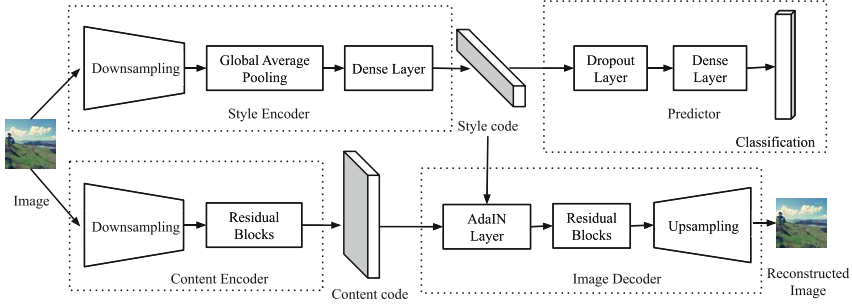 Downsampling
Global Average
Pooling
Dense Layer
Style Encoder
Style code
Dropout
Layer
Dense
Layer
Predictor
Classification
Image
Downsampling
Residual
Blocks
Content Encoder
Content code
AdaIN
Layer
Residual
Blocks
Upsampling
Image Decoder
Reconstructed
Image